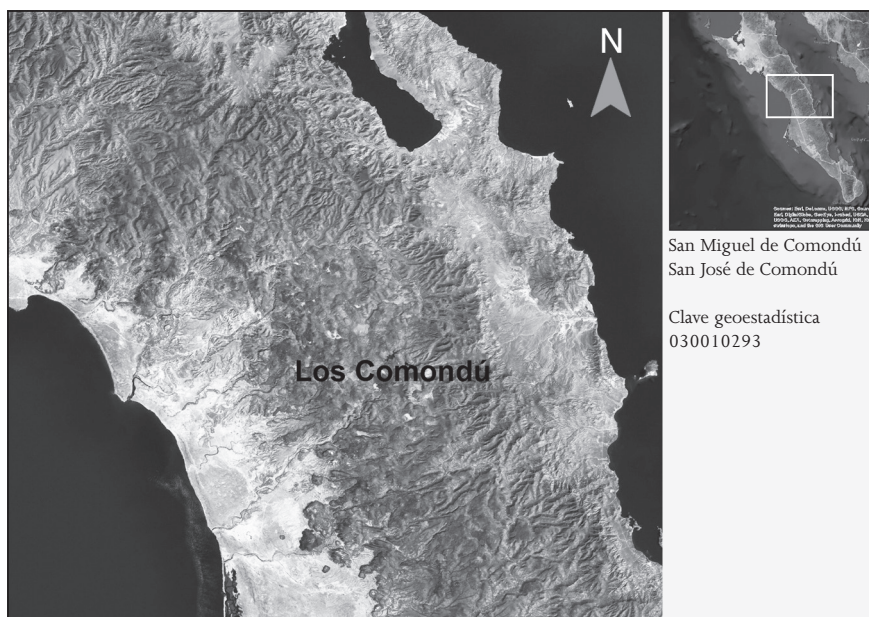 N
Los Comondú
San Miguel de Comondú
San José de Comondú
Clave geoestadística
030010293